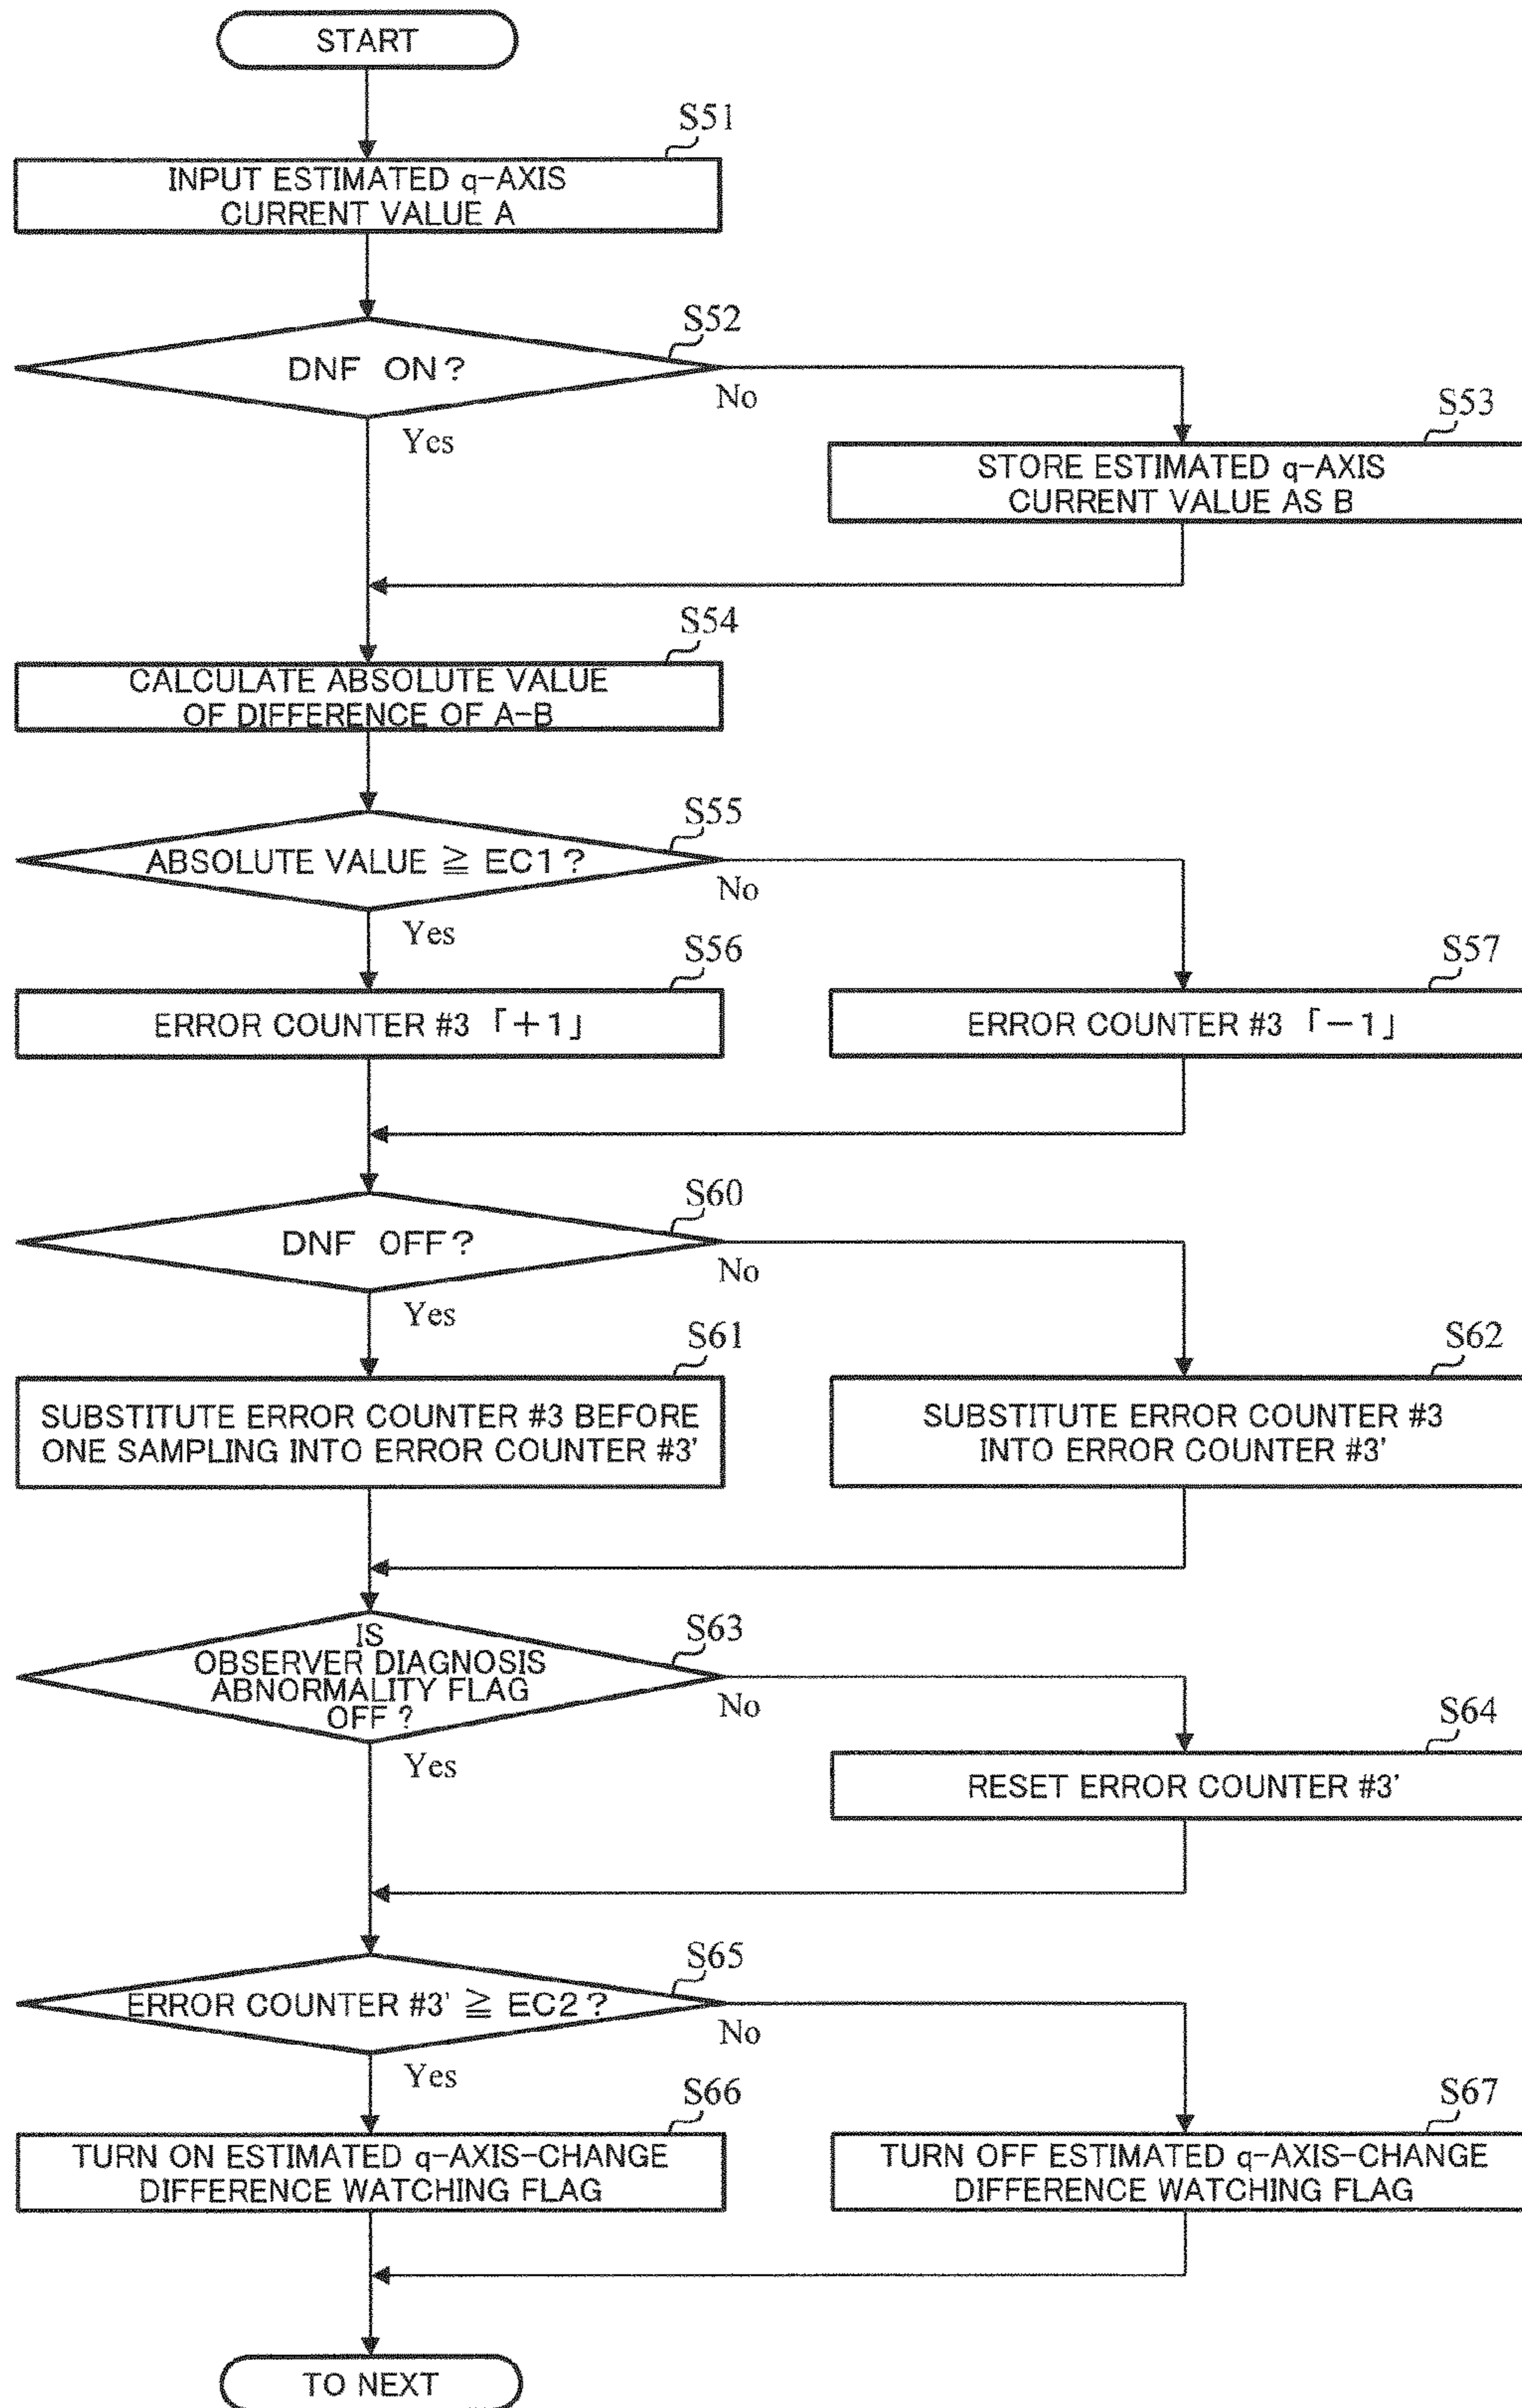 START
S51
INPUT ESTIMATED q-AXIS
CURRENT VALUE A
S52
DNF ON?
No
Yes
S53
STORE ESTIMATED q-AXIS
CURRENT VALUE AS B
S54
CALCULATE ABSOLUTE VALUE
OF DIFFERENCE OF A-B
S55
ABSOLUTE VALUE ≧ EC1?
No
Yes
S56
ERROR COUNTER #3 「+1」
S57
ERROR COUNTER #3 「-1」
S60
DNF OFF?
No
Yes
S61
SUBSTITUTE ERROR COUNTER #3 BEFORE
ONE SAMPLING INTO ERROR COUNTER #3'
S62
SUBSTITUTE ERROR COUNTER #3
INTO ERROR COUNTER #3'
S63
IS
OBSERVER DIAGNOSIS
ABNORMALITY FLAG
OFF?
No
Yes
S64
RESET ERROR COUNTER #3'
S65
ERROR COUNTER #3' ≧ EC2?
No
Yes
S66
TURN ON ESTIMATED q-AXIS-CHANGE
DIFFERENCE WATCHING FLAG
S67
TURN OFF ESTIMATED q-AXIS-CHANGE
DIFFERENCE WATCHING FLAG
TO NEXT